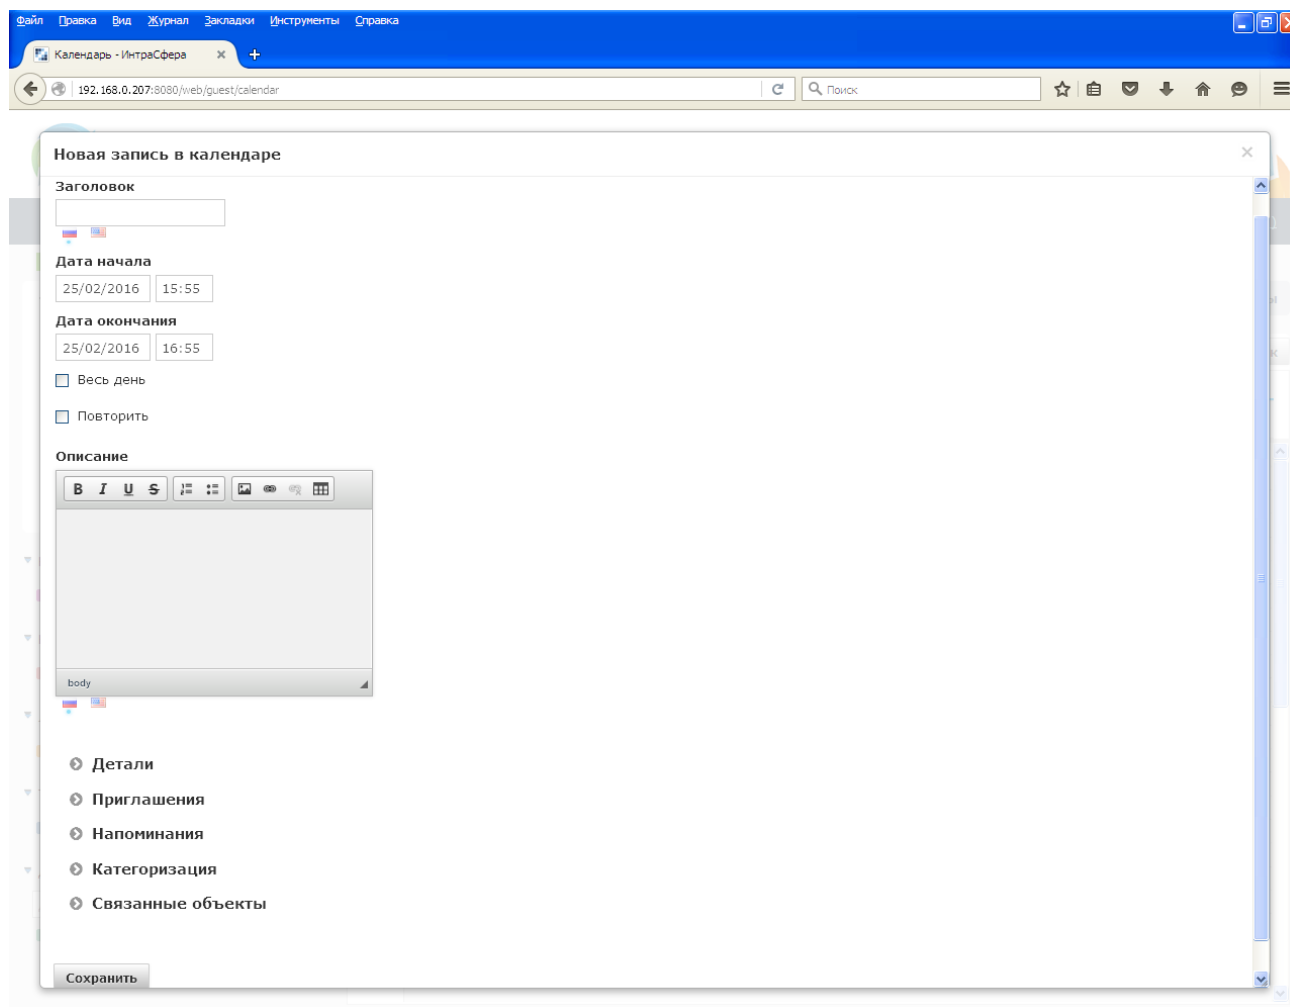 Файл Правка Вид Журнал Закладки Инструменты Справка
Календарь - ИнтраСфера
192.168.0.207:8080/web/guest/calendar
Поиск
Новая запись в календаре
Заголовок
Дата начала
25/02/2016 15:55
Дата окончания
25/02/2016 16:55
Весь день
Повторить
Описание
B I U S
body
Детали
Приглашения
Напоминания
Категоризация
Связанные объекты
Сохранить